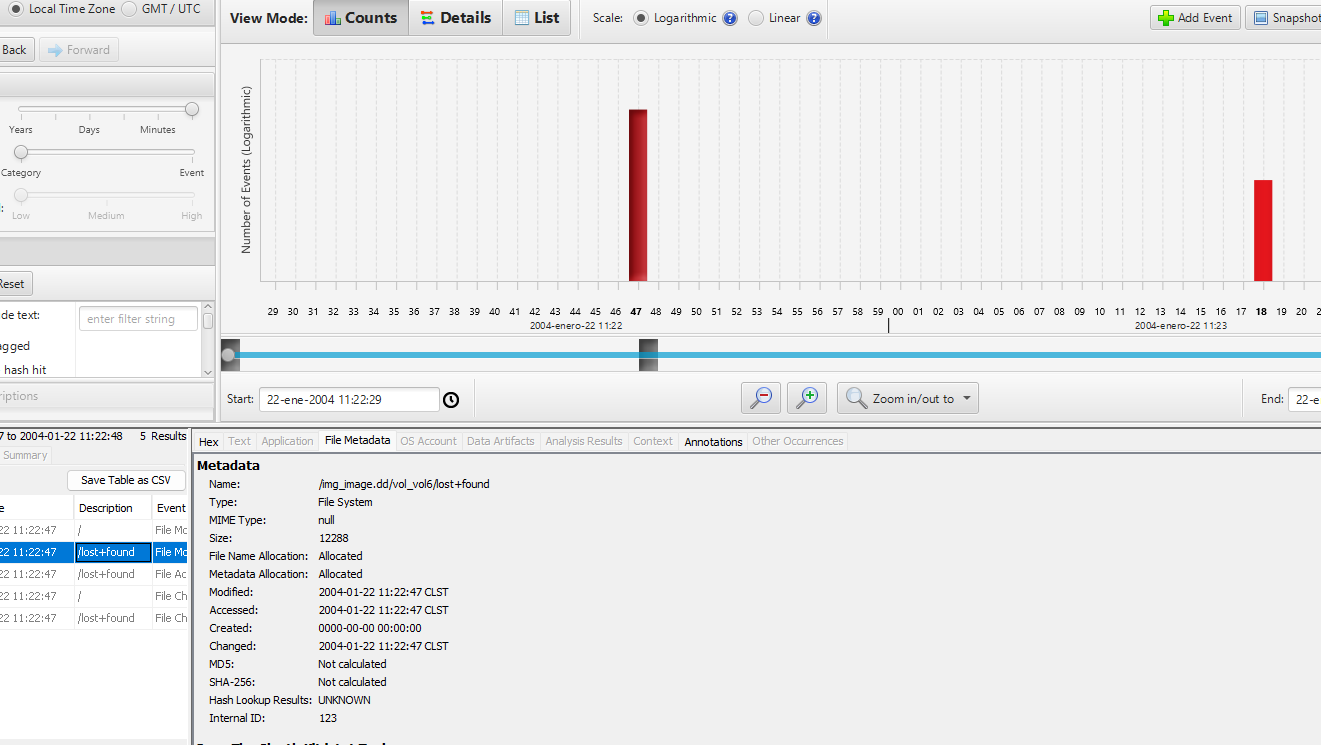 Local Time Zone GMT / UTC
View Mode: Counts Details List Scale: Logarithmic ? Linear ? Add Event Snapshot
Back Forward
Years Days Minutes
Category Event
Low Medium High
Reset
de text: enter filter string
agged
hash hit
riptions
Number of Events (Logarithmic)
29 30 31 32 33 34 35 36 37 38 39 40 41 42 43 44 45 46 47 48 49 50 51 52 53 54 55 56 57 58 59 00 01 02 03 04 05 06 07 08 09 10 11 12 13 14 15 16 17 18 19 20 2
2004-enero-22 11:22 2004-enero-22 11:23
Start: 22-ene-2004 11:22:29 Zoom in/out to End: 22-e
7 to 2004-01-22 11:22:48 5 Results
Summary
Save Table as CSV
e Description Event
22 11:22:47 / File Mo
22 11:22:47 /lost+found File Mo
22 11:22:47 /lost+found File Ac
22 11:22:47 / File Ch
22 11:22:47 /lost+found File Ch
Hex Text Application File Metadata OS Account Data Artifacts Analysis Results Context Annotations Other Occurrences
Metadata
Name: /img_image.dd/vol_vol6/lost+found
Type: File System
MIME Type: null
Size: 12288
File Name Allocation: Allocated
Metadata Allocation: Allocated
Modified: 2004-01-22 11:22:47 CLST
Accessed: 2004-01-22 11:22:47 CLST
Created: 0000-00-00 00:00:00
Changed: 2004-01-22 11:22:47 CLST
MD5: Not calculated
SHA-256: Not calculated
Hash Lookup Results: UNKNOWN
Internal ID: 123